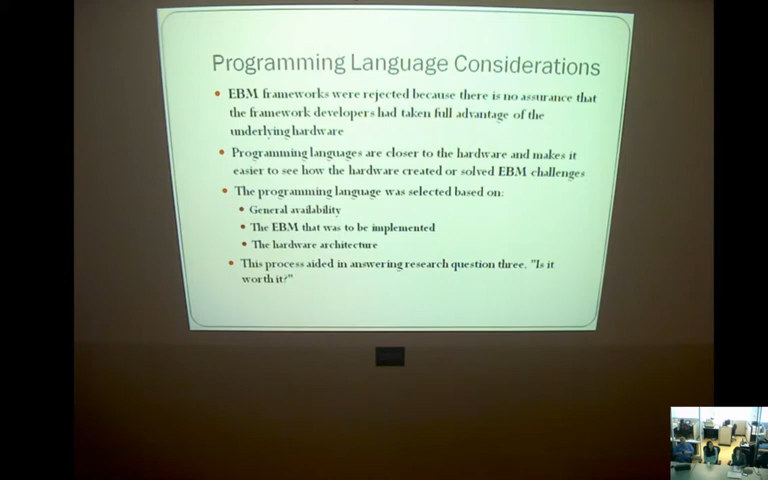 Programming Language Considerations
• EBM frameworks were rejected because there is no assurance that
the framework developers had taken full advantage of the
underlying hardware
• Programming languages are closer to the hardware and makes it
easier to see how the hardware created or solved EBM challenges
• The programming language was selected based on:
• General availability
• The EBM that was to be implemented
• The hardware architecture
• This process aided in answering research question three. "Is it
worth it?"